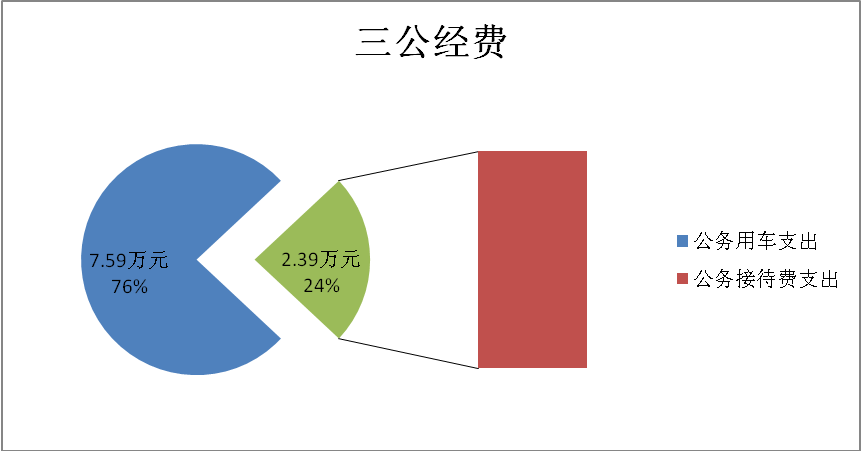 三公经费
7.59万元
76%
2.39万元
24%
公务用车支出
公务接待费支出